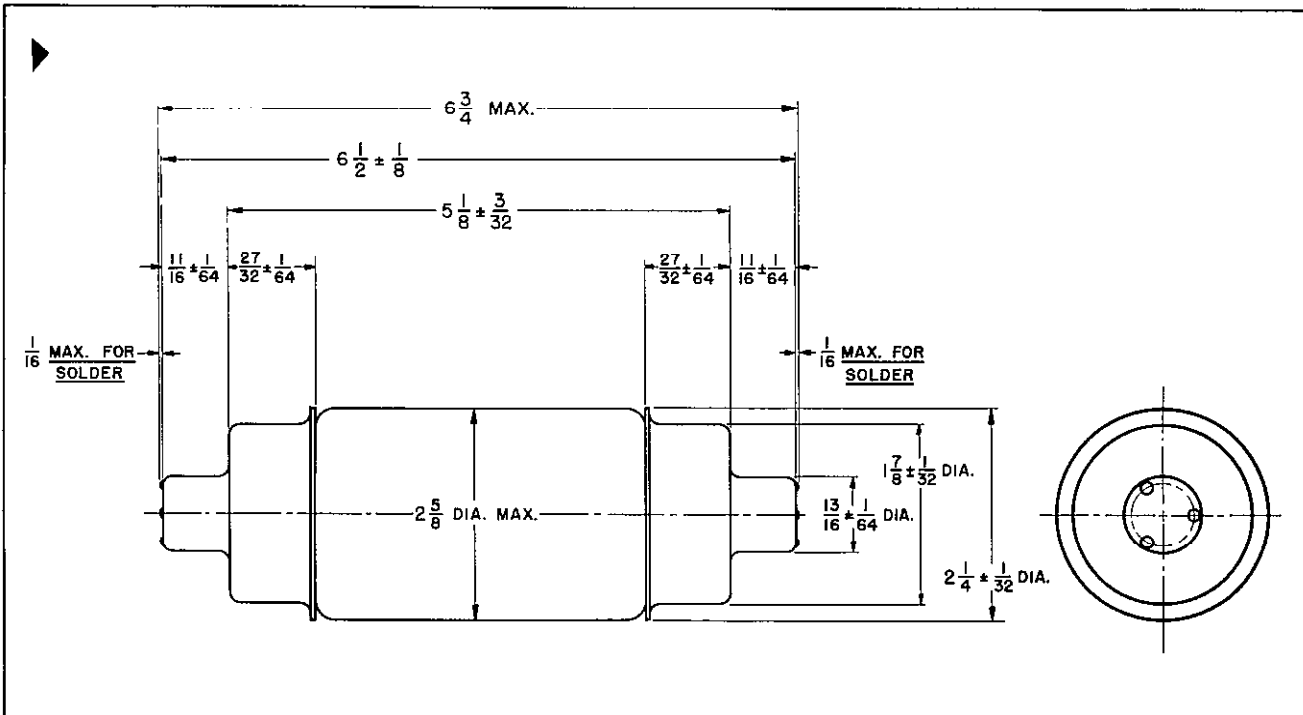 6 3/4 MAX.
6 1/2 ± 1/8
5 1/8 ± 3/32
11/16 ± 1/64
27/32 ± 1/64
27/32 ± 1/64
11/16 ± 1/64
1/16 MAX. FOR
SOLDER
1/16 MAX. FOR
SOLDER
2 5/8 DIA. MAX.
1 7/8 ± 1/32 DIA.
13/16 ± 1/64 DIA.
2 1/4 ± 1/32 DIA.